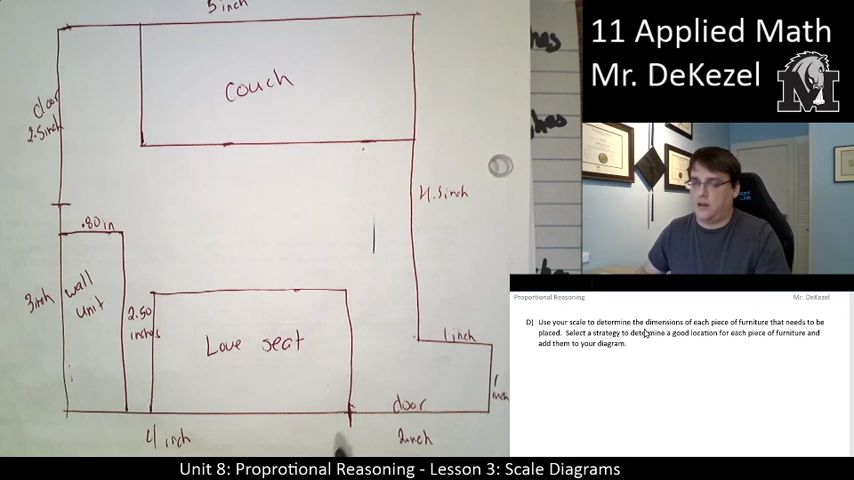 5 inch
11 Applied Math
Mr. DeKezel
M
couch
door
2.5inch
hes
hes
4.5inch
.80 in
wall
unit
3inch
2.50
inches
Love seat
1inch
1
inch
door
4 inch
2inch
Proportional Reasoning
Mr. DeKezel
D) Use your scale to determine the dimensions of each piece of furniture that needs to be
placed. Select a strategy to determine a good location for each piece of furniture and
add them to your diagram.
Unit 8: Proprotional Reasoning - Lesson 3: Scale Diagrams